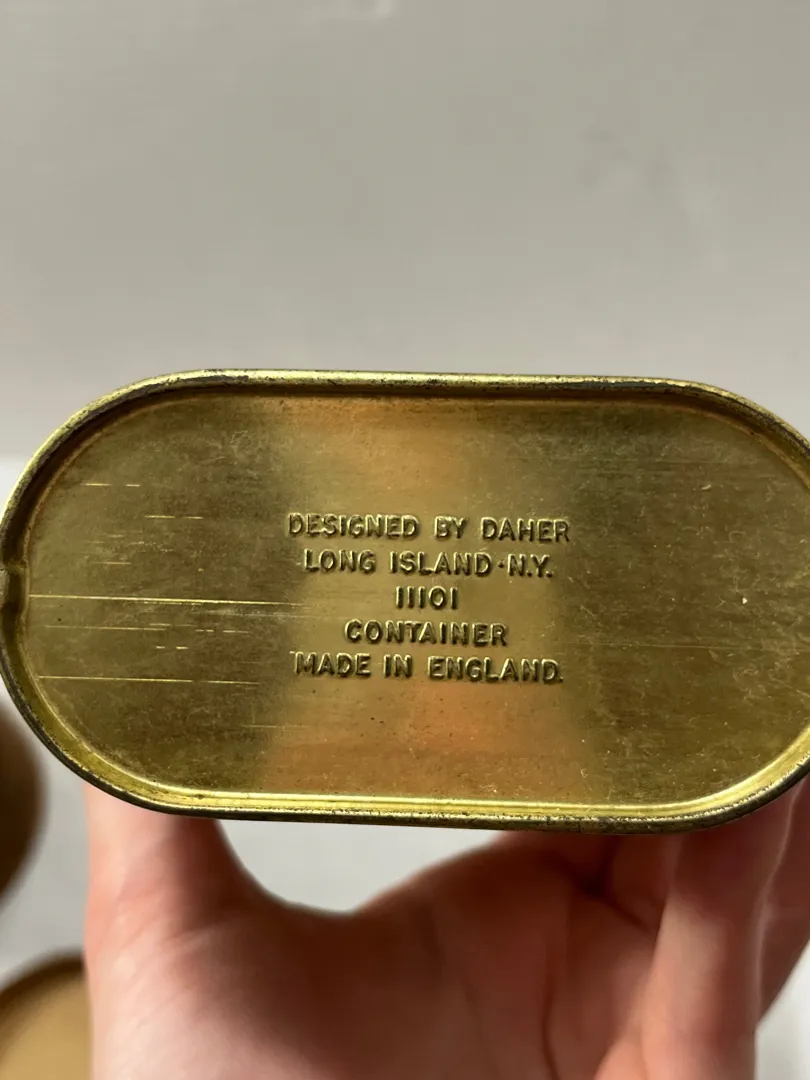 DESIGNED BY DAHER
LONG ISLAND·N.Y.
11101
CONTAINER
MADE IN ENGLAND.